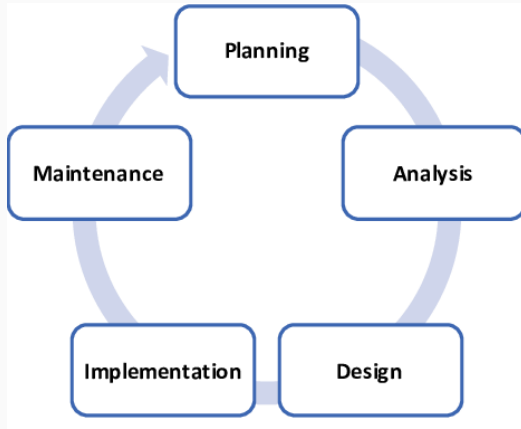 Planning
Analysis
Design
Implementation
Maintenance